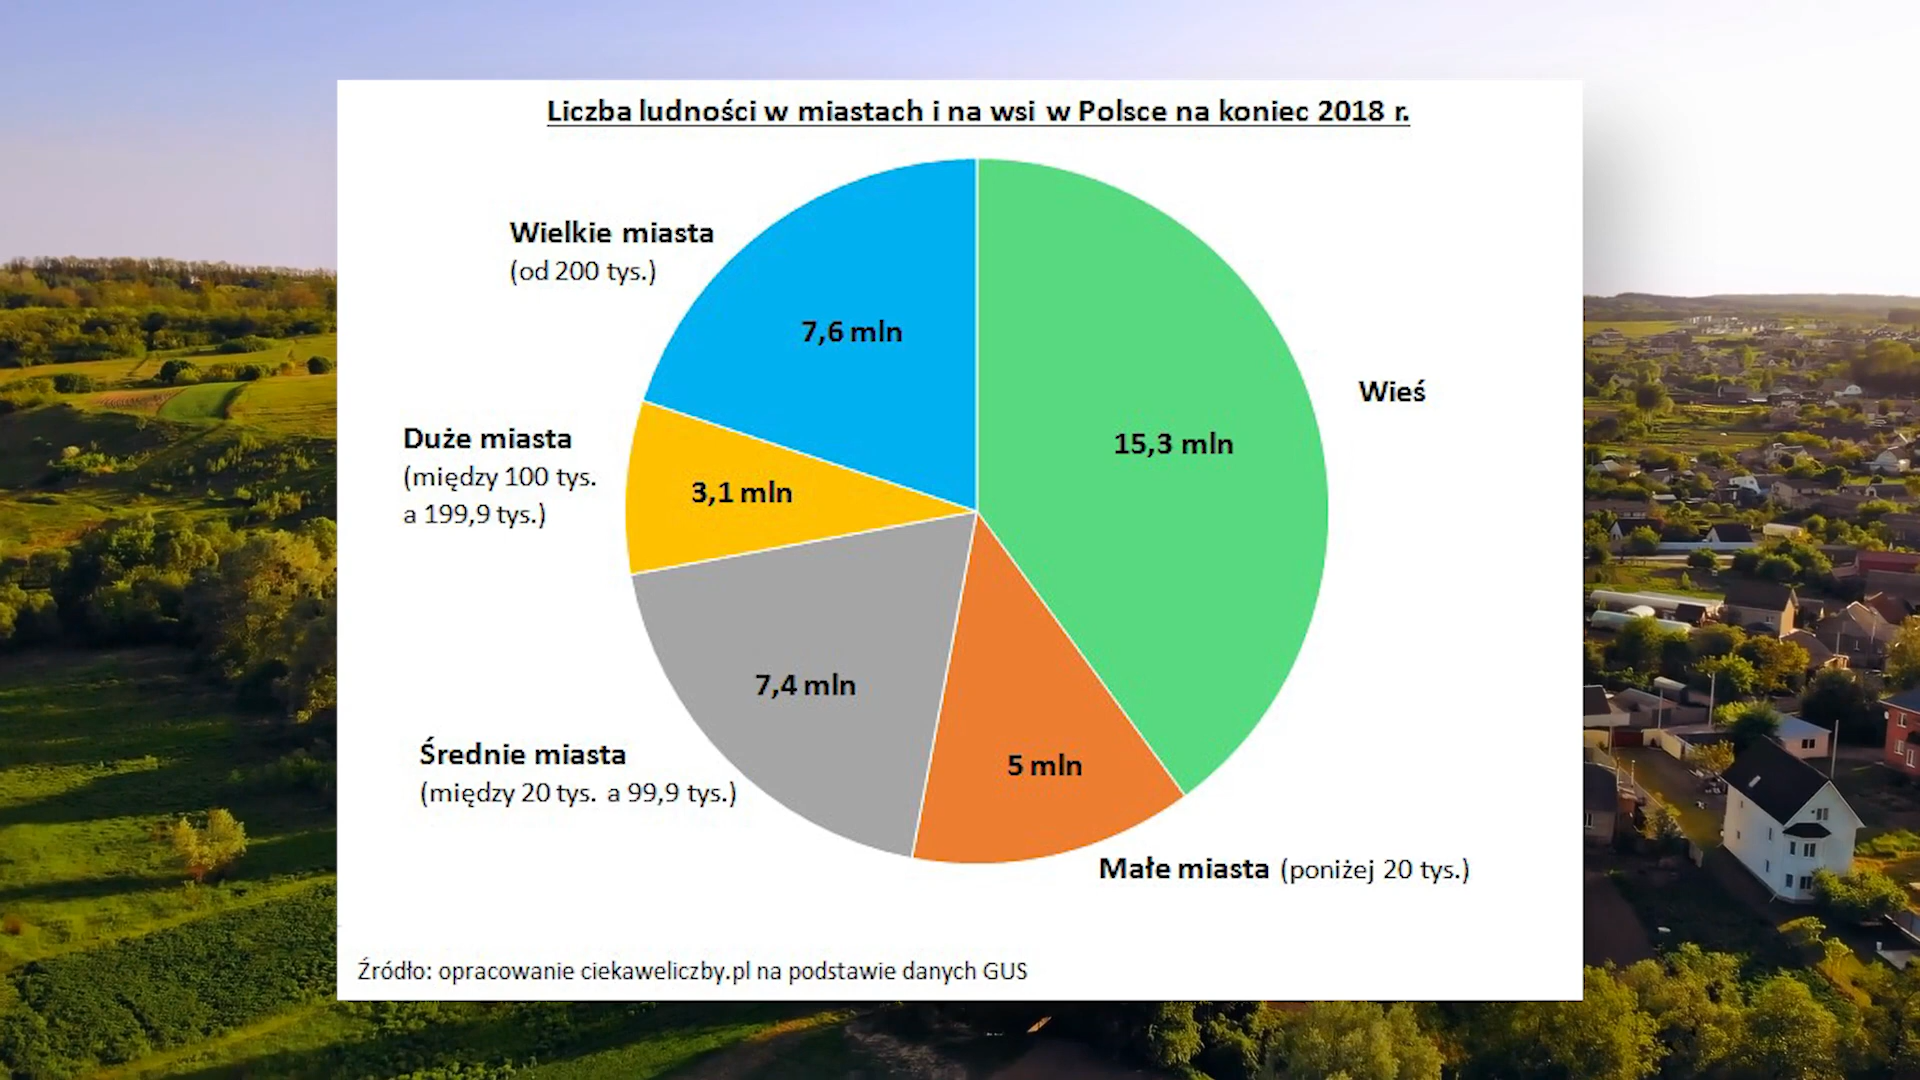 Liczba ludności w miastach i na wsi w Polsce na koniec 2018 r.
Wielkie miasta
(od 200 tys.)
7,6 mln
Wieś
15,3 mln
Duże miasta
(między 100 tys.
a 199,9 tys.)
3,1 mln
7,4 mln
Średnie miasta
(między 20 tys. a 99,9 tys.)
5 mln
Małe miasta (poniżej 20 tys.)
Źródło: opracowanie ciekaweliczby.pl na podstawie danych GUS